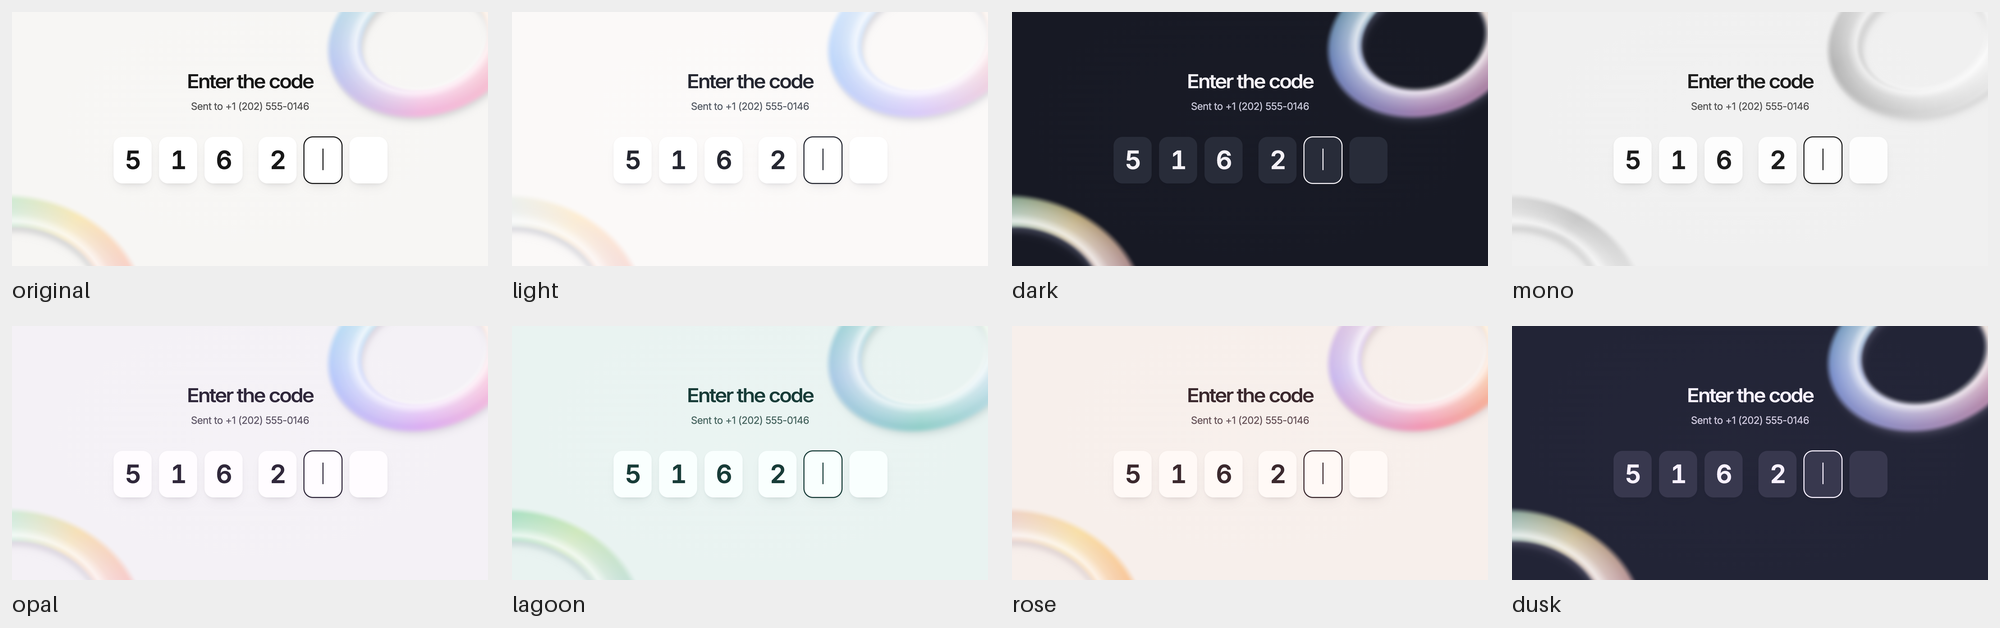 Enter the code
Sent to +1 (202) 555-0146
5 1 6 2
original
Enter the code
Sent to +1 (202) 555-0146
5 1 6 2
light
Enter the code
Sent to +1 (202) 555-0146
5 1 6 2
dark
Enter the code
Sent to +1 (202) 555-0146
5 1 6 2
mono
Enter the code
Sent to +1 (202) 555-0146
5 1 6 2
opal
Enter the code
Sent to +1 (202) 555-0146
5 1 6 2
lagoon
Enter the code
Sent to +1 (202) 555-0146
5 1 6 2
rose
Enter the code
Sent to +1 (202) 555-0146
5 1 6 2
dusk